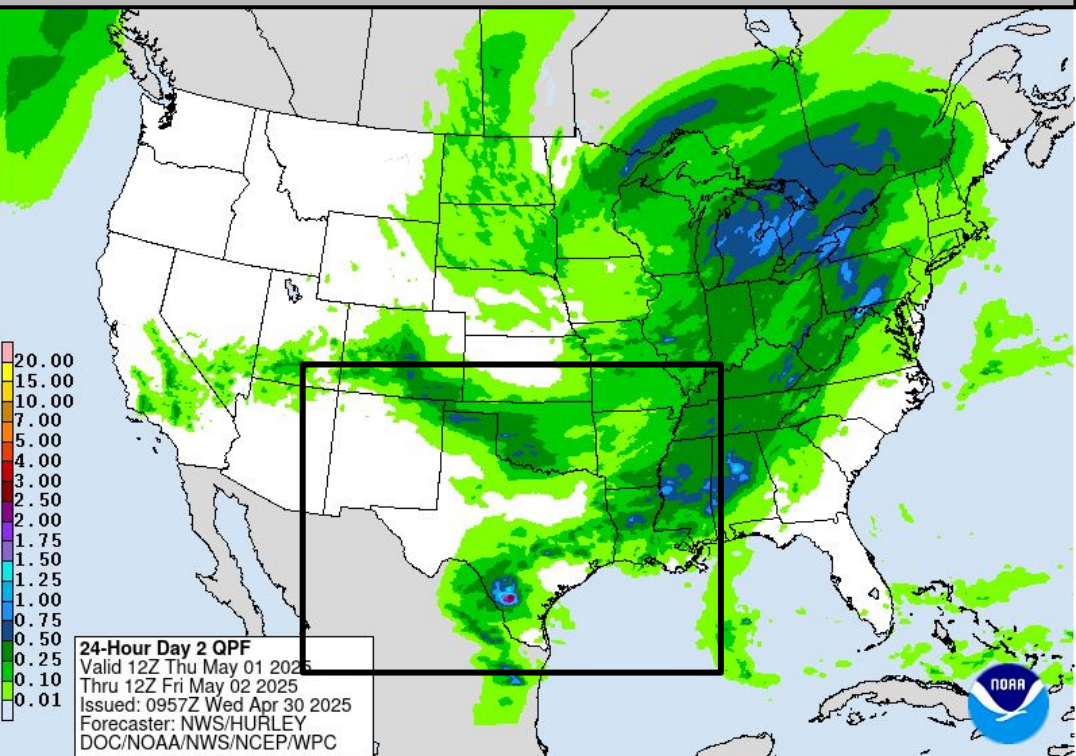 20.00
15.00
10.00
7.00
5.00
4.00
3.00
2.50
2.00
1.75
1.50
1.25
1.00
0.75
0.50
0.25
0.10
0.01
24-Hour Day 2 QPF
Valid 12Z Thu May 01 2025
Thru 12Z Fri May 02 2025
Issued: 0957Z Wed Apr 30 2025
Forecaster: NWS/HURLEY
DOC/NOAA/NWS/NCEP/WPC
NOAA